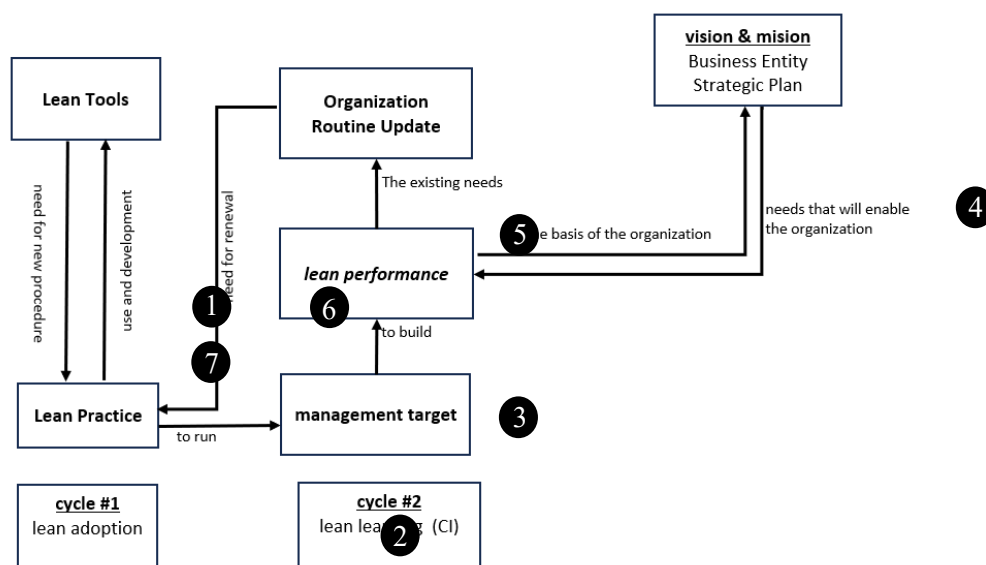 vision & mision
Business Entity
Strategic Plan
Lean Tools
Organization
Routine Update
need for new procedure
use and development
need for renewal
The existing needs
4
needs that will enable
the organization
5
basis of the organization
lean performance
1
6
to build
7
Lean Practice
management target
3
to run
cycle #1
lean adoption
cycle #2
lean (CI)
2